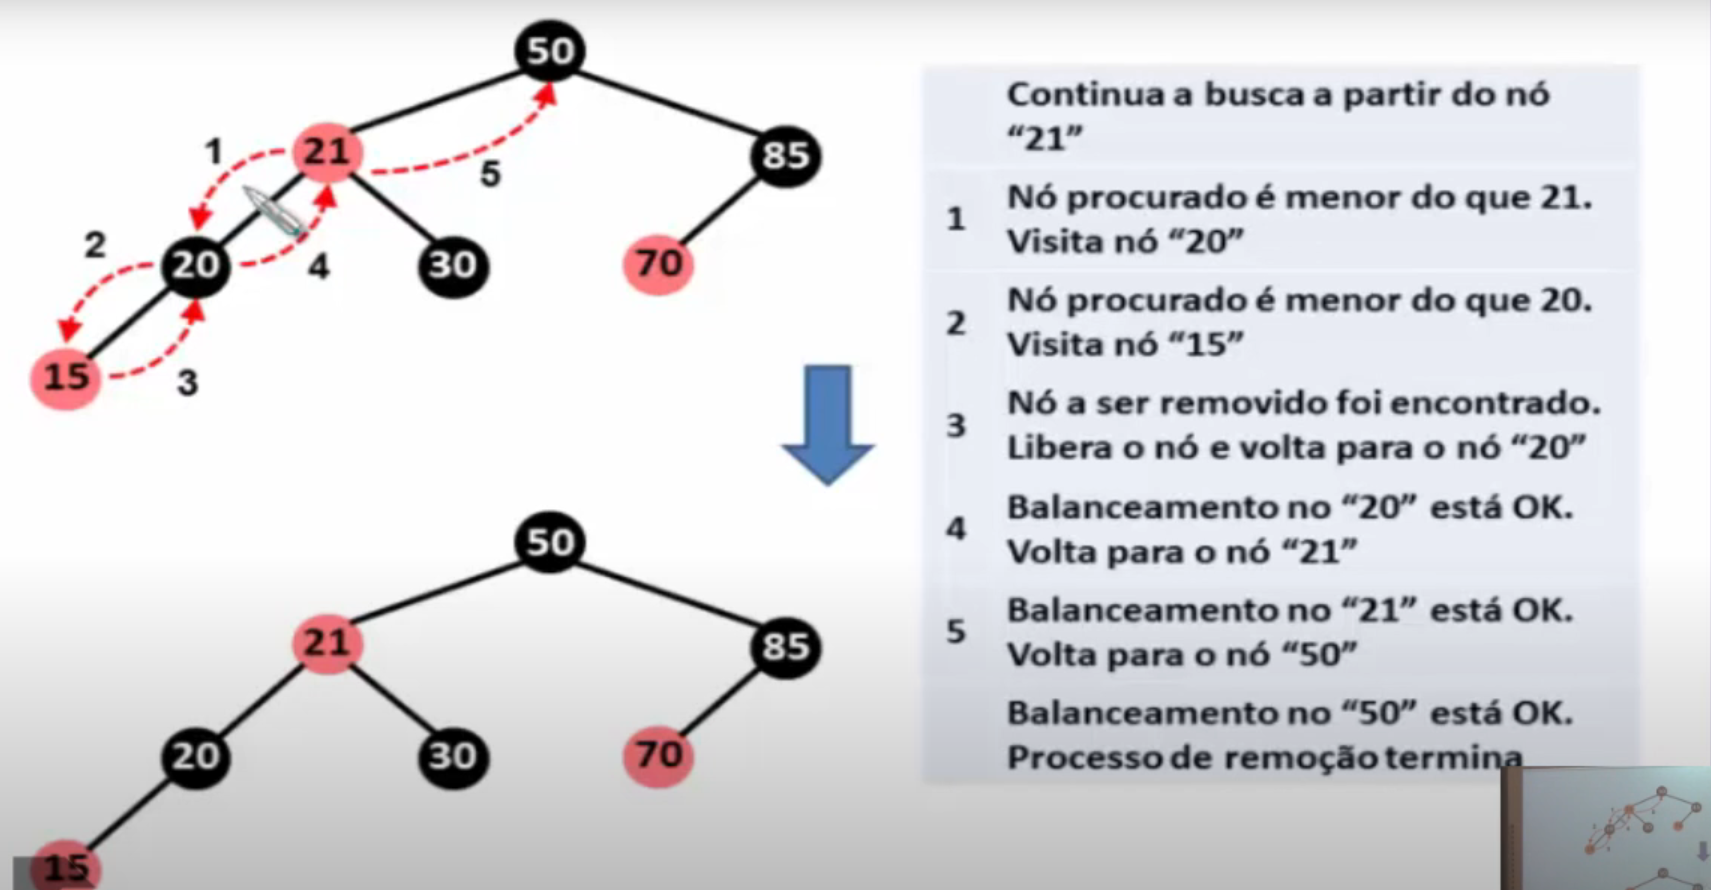 50
21
85
1
5
20
30
70
2
4
15
3
Continua a busca a partir do nó
“21”
1
Nó procurado é menor do que 21.
Visita nó “20”
2
Nó procurado é menor do que 20.
Visita nó “15”
3
Nó a ser removido foi encontrado.
Libera o nó e volta para o nó “20”
4
Balanceamento no “20” está OK.
Volta para o nó “21”
5
Balanceamento no “21” está OK.
Volta para o nó “50”
Balanceamento no “50” está OK.
Processo de remoção termina
50
21
85
20
30
70
15